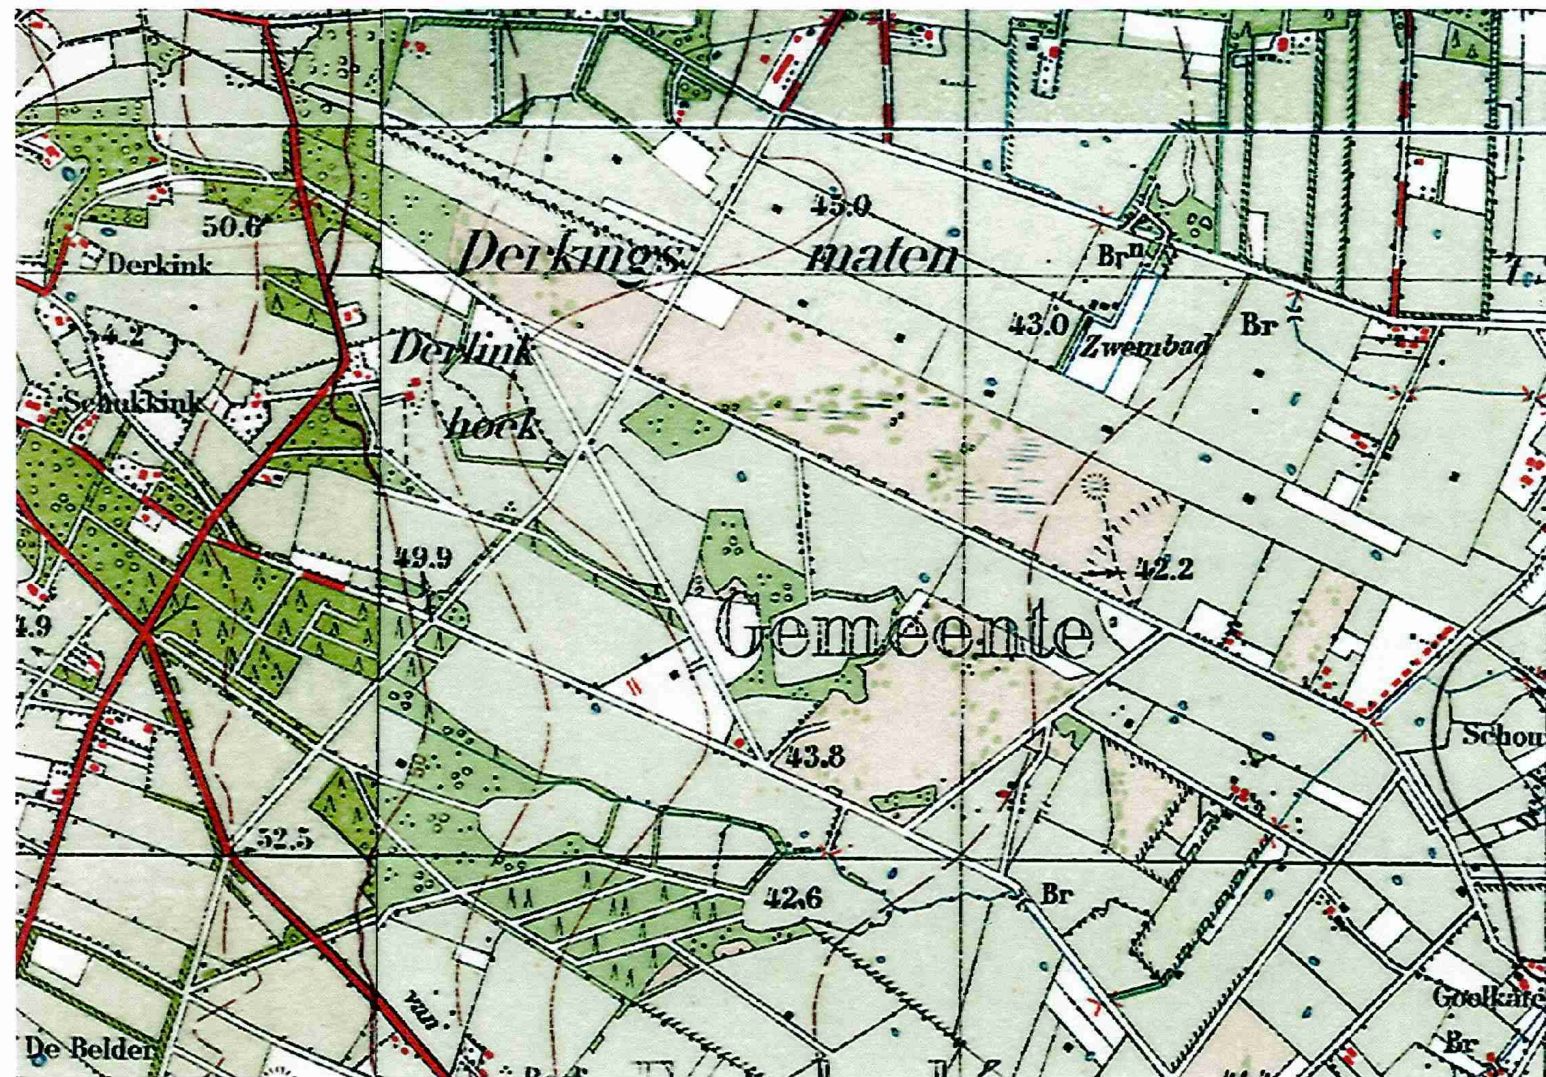 50.6
45.0
Derkings maten
Brn
Derkink
43.0
Br
Zwembad
4.2
Derlink
hoek
Schukkink
49.9
42.2
4.9
Gemeente
Schou
43.8
52.5
42.6
Br
van
De Belder
Br